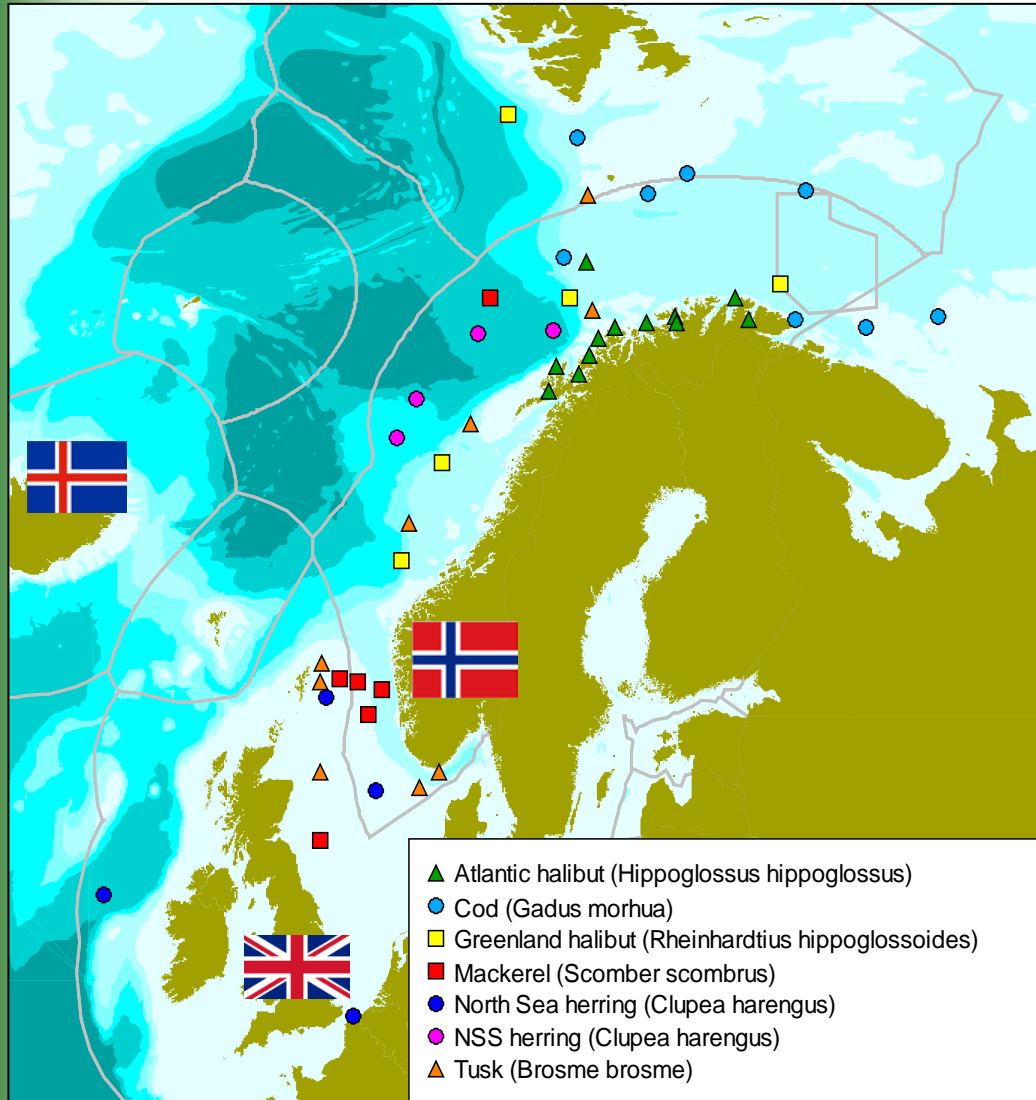 Atlantic halibut (Hippoglossus hippoglossus)
Cod (Gadus morhua)
Greenland halibut (Rheinhardtius hippoglossoides)
Mackerel (Scomber scombrus)
North Sea herring (Clupea harengus)
NSS herring (Clupea harengus)
Tusk (Brosme brosme)